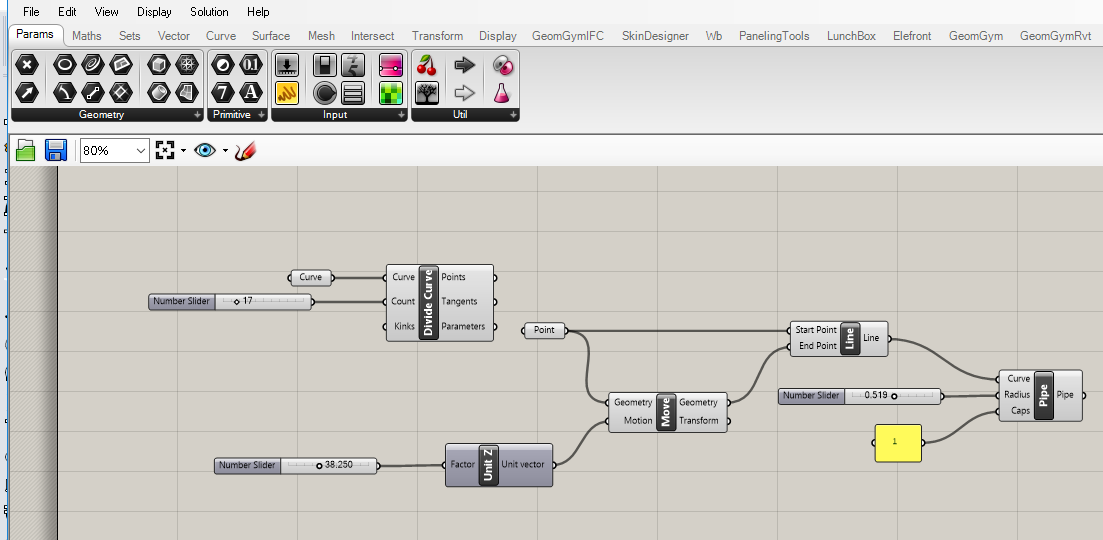 File Edit View Display Solution Help
Params Maths Sets Vector Curve Surface Mesh Intersect Transform Display GeomGymIFC SkinDesigner Wb PanelingTools LunchBox Elefront GeomGym GeomGymRvt
0.1
7 A
Geometry Primitive Input Util
80%
Curve
Number Slider 17
Curve Points
Count Tangents
Kinks Parameters
Divide Curve
Point
Start Point
End Point
Line
Line
Geometry Geometry
Motion Transform
Move
Number Slider 38.250
Factor Unit vector
Unit Z
Number Slider 0.519
1
Curve
Radius Pipe
Caps
Pipe